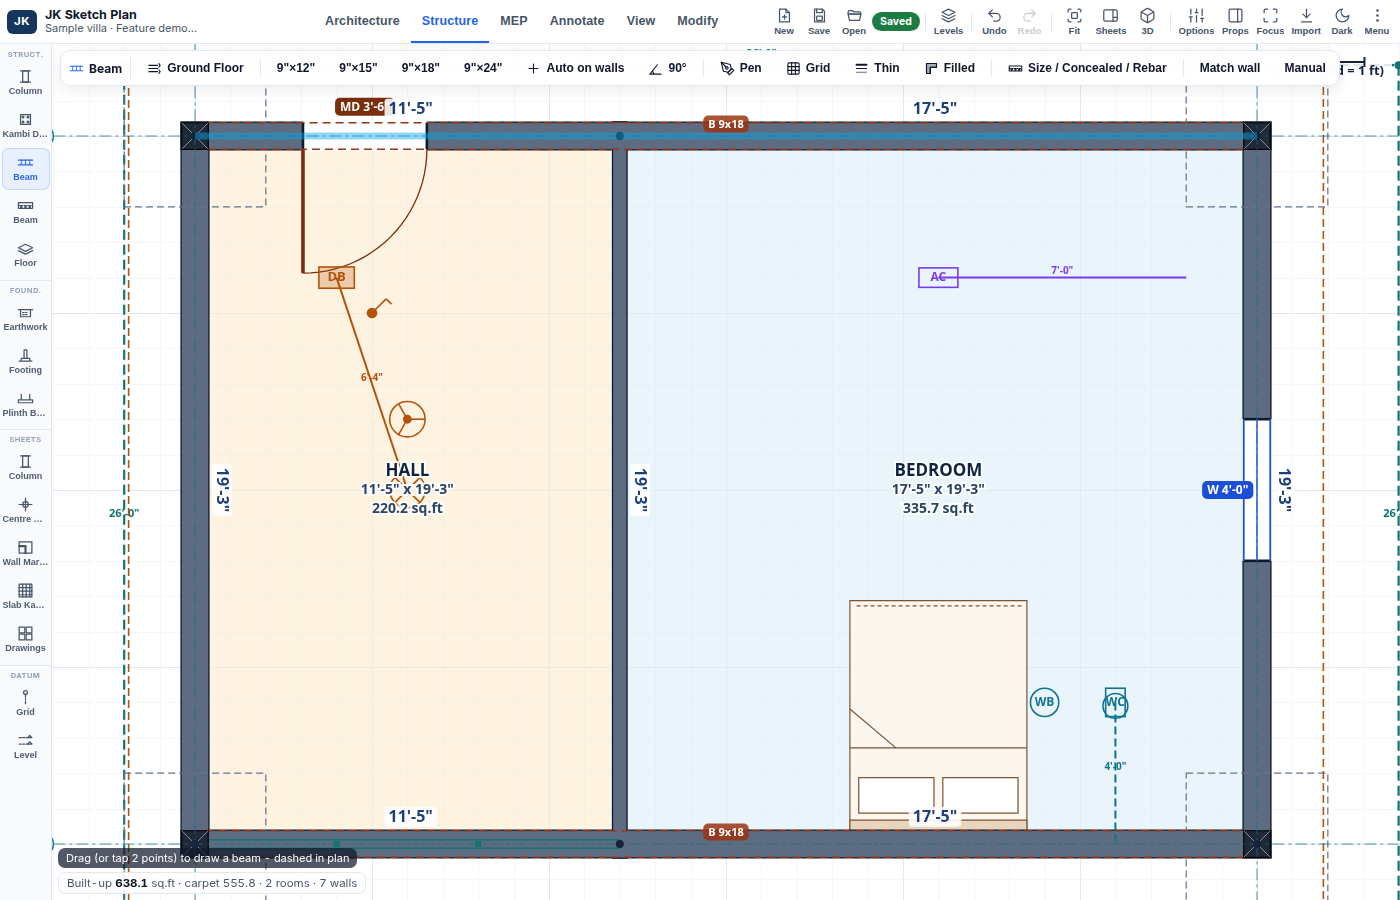 JK
JK Sketch Plan
Sample villa · Feature demo...
Architecture
Structure
MEP
Annotate
View
Modify
New
Save
Open
Saved
Levels
Undo
Redo
Fit
Sheets
3D
Options
Props
Focus
Import
Dark
Menu
STRUCT.
Column
Kambi D...
Beam
Beam
Floor
FOUND.
Earthwork
Footing
Plinth B...
SHEETS
Column
Centre ...
Wall Mar...
Slab Ka...
Drawings
DATUM
Grid
Level
Beam
Ground Floor
9"×12"
9"×15"
9"×18"
9"×24"
Auto on walls
90°
Pen
Grid
Thin
Filled
Size / Concealed / Rebar
Match wall
Manual
d = 1 ft)
MD 3'-6
11'-5"
B 9x18
17'-5"
DB
AC
7'-0"
6'-4"
HALL
11'-5" x 19'-3"
220.2 sq.ft
BEDROOM
17'-5" x 19'-3"
335.7 sq.ft
19'-3"
19'-3"
W 4'-0"
19'-3"
26'-0"
26'
WB
WC
4'-0"
11'-5"
B 9x18
17'-5"
Drag (or tap 2 points) to draw a beam - dashed in plan
Built-up 638.1 sq.ft · carpet 555.8 · 2 rooms · 7 walls